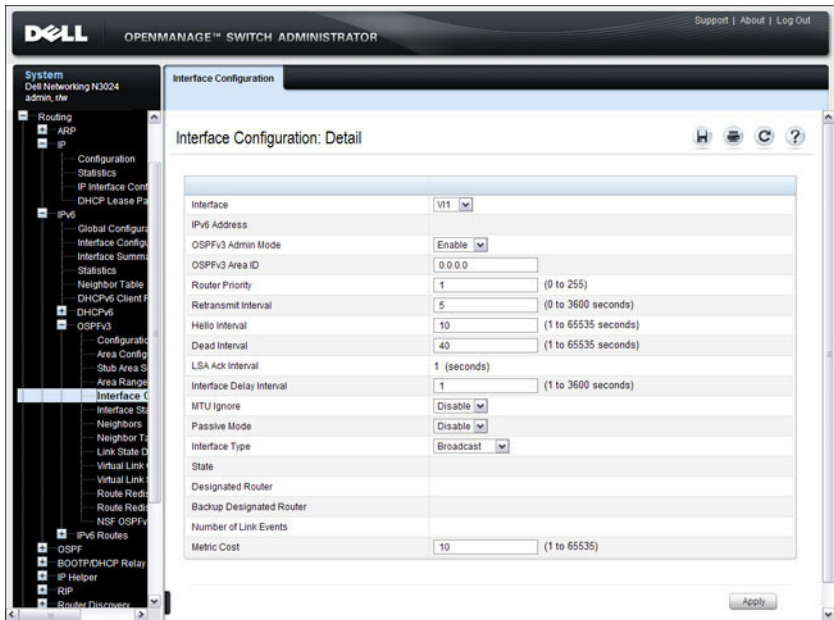 Support | About | Log Out
DELL OPENMANAGE™ SWITCH ADMINISTRATOR
System
Dell Networking N3024
admin, r/w
Routing
ARP
IP
Configuration
Statistics
IP Interface Conf
DHCP Lease Pa
IPv6
Global Configura
Interface Configu
Interface Summa
Statistics
Neighbor Table
DHCPv6 Client P
DHCPv6
OSPFv3
Configuratio
Area Config
Stub Area S
Area Range
Interface C
Interface Sta
Neighbors
Neighbor Ta
Link State D
Virtual Link
Virtual Link
Route Redis
Route Redis
NSF OSPFv
IPv6 Routes
OSPF
BOOTP/DHCP Relay
IP Helper
RIP
Router Discovery
Interface Configuration
Interface Configuration: Detail
Interface Vl1
IPv6 Address
OSPFv3 Admin Mode Enable
OSPFv3 Area ID 0.0.0.0
Router Priority 1 (0 to 255)
Retransmit Interval 5 (0 to 3600 seconds)
Hello Interval 10 (1 to 65535 seconds)
Dead Interval 40 (1 to 65535 seconds)
LSA Ack Interval 1 (seconds)
Interface Delay Interval 1 (1 to 3600 seconds)
MTU Ignore Disable
Passive Mode Disable
Interface Type Broadcast
State
Designated Router
Backup Designated Router
Number of Link Events
Metric Cost 10 (1 to 65535)
Apply